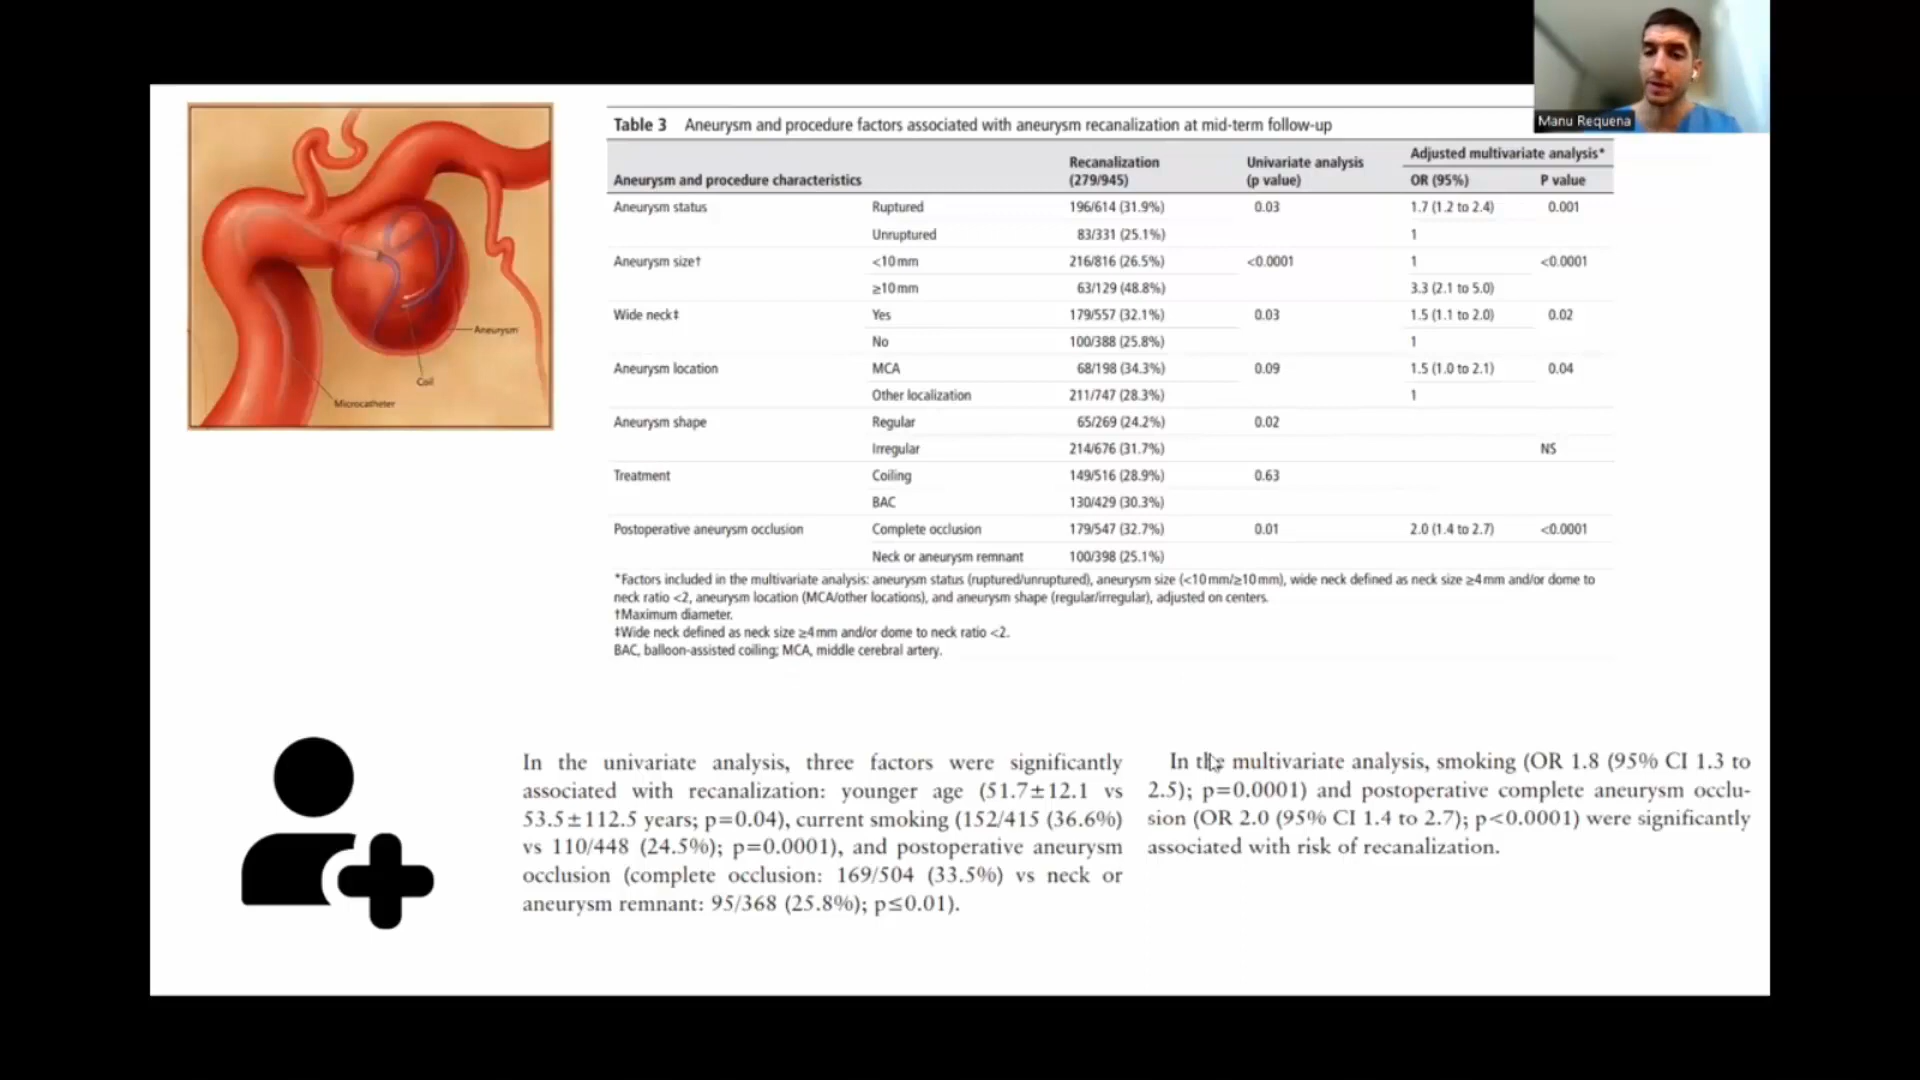 Manu Requena
Aneurysm
Coil
Microcatheter
Table 3 Aneurysm and procedure factors associated with aneurysm recanalization at mid-term follow-up
Aneurysm and procedure characteristics Recanalization (279/945) Univariate analysis (p value) Adjusted multivariate analysis* OR (95%) P value
Aneurysm status Ruptured 196/614 (31.9%) 0.03 1.7 (1.2 to 2.4) 0.001
Unruptured 83/331 (25.1%) 1
Aneurysm size† <10 mm 216/816 (26.5%) <0.0001 1 <0.0001
≥10 mm 63/129 (48.8%) 3.3 (2.1 to 5.0)
Wide neck‡ Yes 179/557 (32.1%) 0.03 1.5 (1.1 to 2.0) 0.02
No 100/388 (25.8%) 1
Aneurysm location MCA 68/198 (34.3%) 0.09 1.5 (1.0 to 2.1) 0.04
Other localization 211/747 (28.3%) 1
Aneurysm shape Regular 65/269 (24.2%) 0.02
Irregular 214/676 (31.7%) NS
Treatment Coiling 149/516 (28.9%) 0.63
BAC 130/429 (30.3%)
Postoperative aneurysm occlusion Complete occlusion 179/547 (32.7%) 0.01 2.0 (1.4 to 2.7) <0.0001
Neck or aneurysm remnant 100/398 (25.1%)
*Factors included in the multivariate analysis: aneurysm status (ruptured/unruptured), aneurysm size (<10 mm/≥10 mm), wide neck defined as neck size ≥4 mm and/or dome to
neck ratio <2, aneurysm location (MCA/other locations), and aneurysm shape (regular/irregular), adjusted on centers.
†Maximum diameter.
‡Wide neck defined as neck size ≥4 mm and/or dome to neck ratio <2.
BAC, balloon-assisted coiling; MCA, middle cerebral artery.
In the univariate analysis, three factors were significantly
associated with recanalization: younger age (51.7±12.1 vs
53.5±112.5 years; p=0.04), current smoking (152/415 (36.6%)
vs 110/448 (24.5%); p=0.0001), and postoperative aneurysm
occlusion (complete occlusion: 169/504 (33.5%) vs neck or
aneurysm remnant: 95/368 (25.8%); p≤0.01).
In the multivariate analysis, smoking (OR 1.8 (95% CI 1.3 to
2.5); p=0.0001) and postoperative complete aneurysm occlu-
sion (OR 2.0 (95% CI 1.4 to 2.7); p<0.0001) were significantly
associated with risk of recanalization.